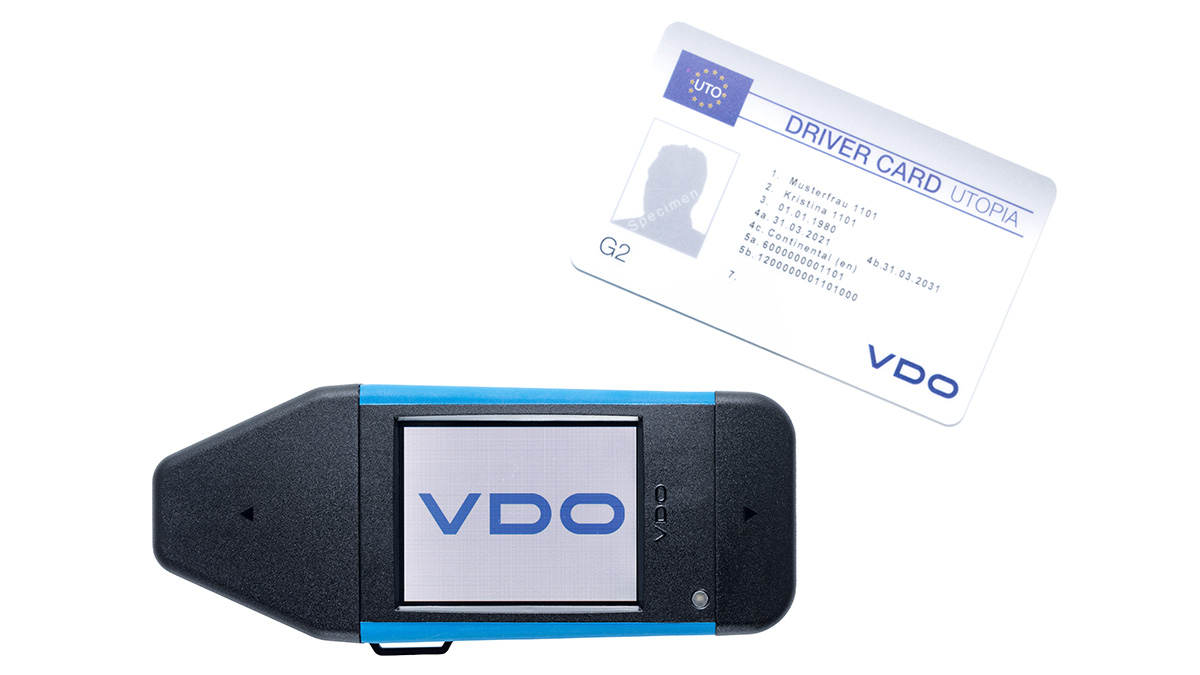 UTO
DRIVER CARD UTOPIA
1. Musterfrau 1101
2. Kristina 1101
3. 01.01.1980
4a. 31.03.2021 4b.31.03.2031
4c. Continental (en)
5a. 6000000001101
5b. 1200000001101000
7.
Specimen
G2
VDO
VDO
VDO